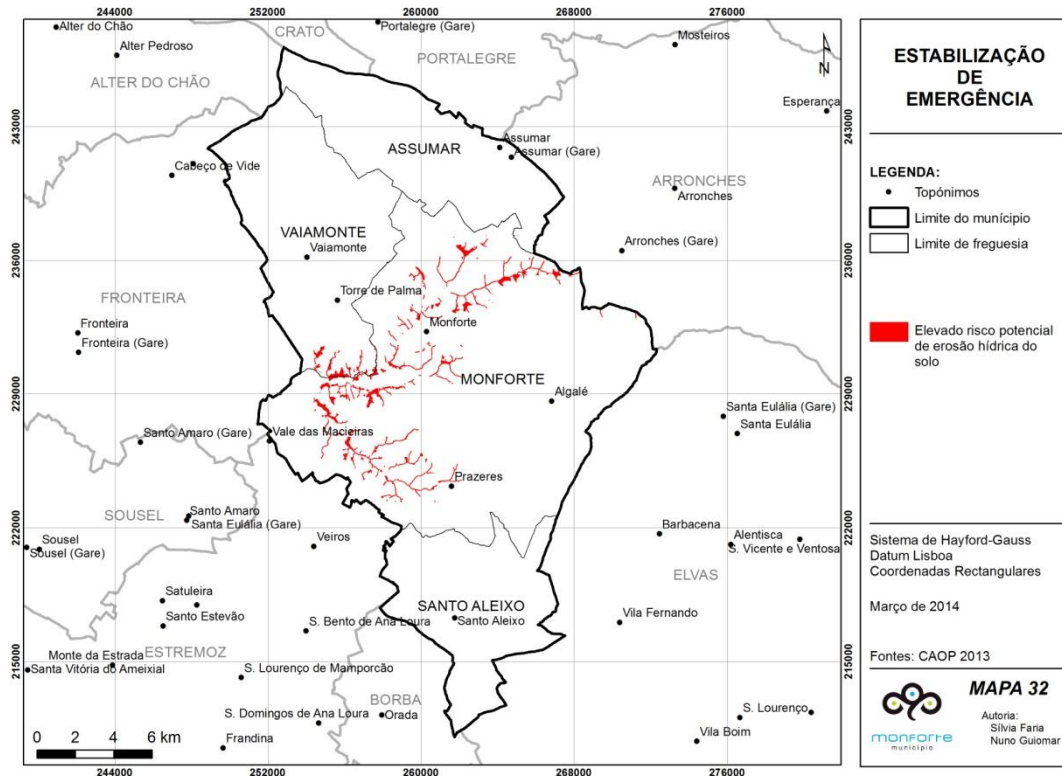 244000
252000
260000
268000
276000
Alter do Chão
Portalegre (Gare)
CRATO
Mosteiros
Alter Pedroso
PORTALEGRE
N
ALTER DO CHÃO
Esperança
243000
243000
Assumar
ASSUMAR
Assumar (Gare)
Cabeço de Vide
ARRONCHES
Arronches
VAIAMONTE
Vaiamonte
Arronches (Gare)
236000
236000
FRONTEIRA
Torre de Palma
Fronteira
Monforte
Fronteira (Gare)
MONFORTE
229000
229000
Algalé
Santa Eulália (Gare)
Santa Eulália
Santo Amaro (Gare)
Vale das Macieiras
Prazeres
SOUSEL
Santo Amaro
Santa Eulália (Gare)
222000
222000
Sousel
Sousel (Gare)
Veiros
Barbacena
Alentisca
S. Vicente e Ventosa
ELVAS
Satuleira
SANTO ALEIXO
Santo Aleixo
Vila Fernando
Santo Estevão
S. Bento de Ana Loura
Monte da Estrada
ESTREMOZ
215000
215000
Santa Vitória do Ameixial
S. Lourenço de Mamporcão
BORBA
Orada
S. Domingos de Ana Loura
S. Lourenço
Frandina
Vila Boim
0 2 4 6 km
244000
252000
260000
268000
276000
ESTABILIZAÇÃO
DE
EMERGÊNCIA
LEGENDA:
Topónimos
Limite do munícipio
Limite de freguesia
Elevado risco potencial
de erosão hídrica do
solo
Sistema de Hayford-Gauss
Datum Lisboa
Coordenadas Rectangulares
Março de 2014
Fontes: CAOP 2013
monforte
município
MAPA 32
Autoria:
Sílvia Faria
Nuno Guiomar